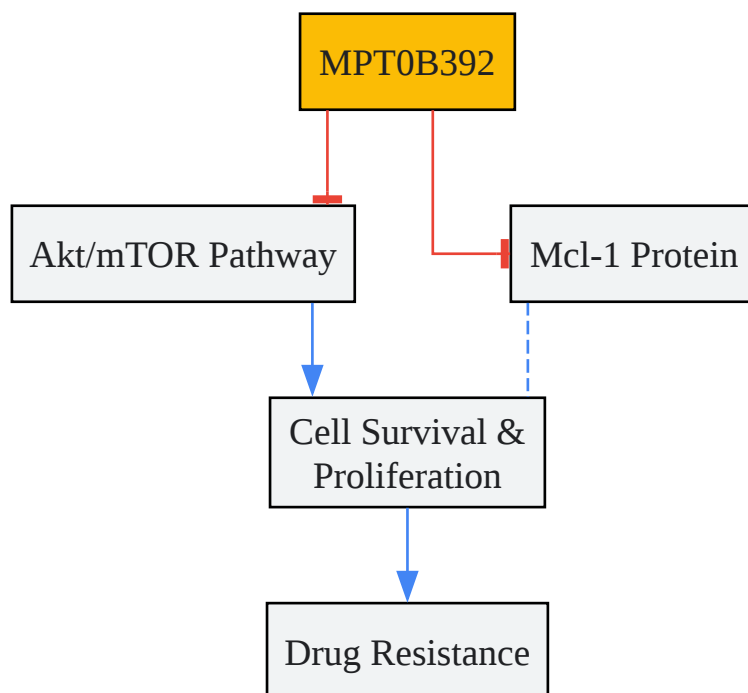 MPT0B392
Akt/mTOR Pathway
Mcl-1 Protein
Cell Survival &
Proliferation
Drug Resistance